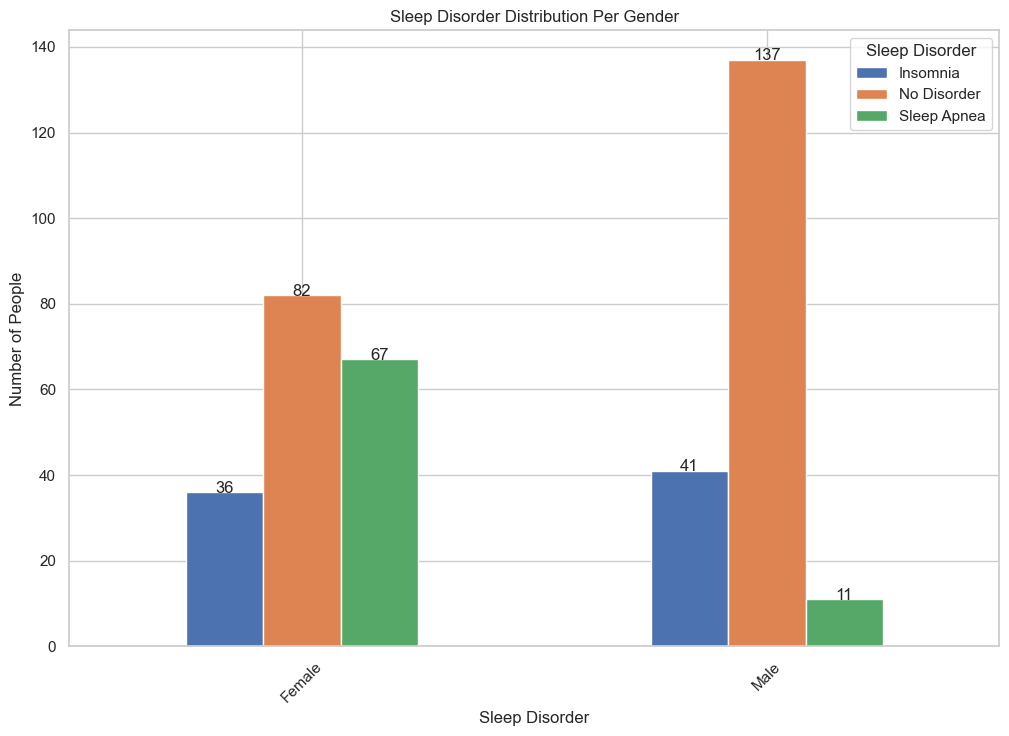 Sleep Disorder Distribution Per Gender
Sleep Disorder
Insomnia
No Disorder
Sleep Apnea
Number of People
140
120
100
80
60
40
20
0
36
82
67
41
137
11
Female
Male
Sleep Disorder